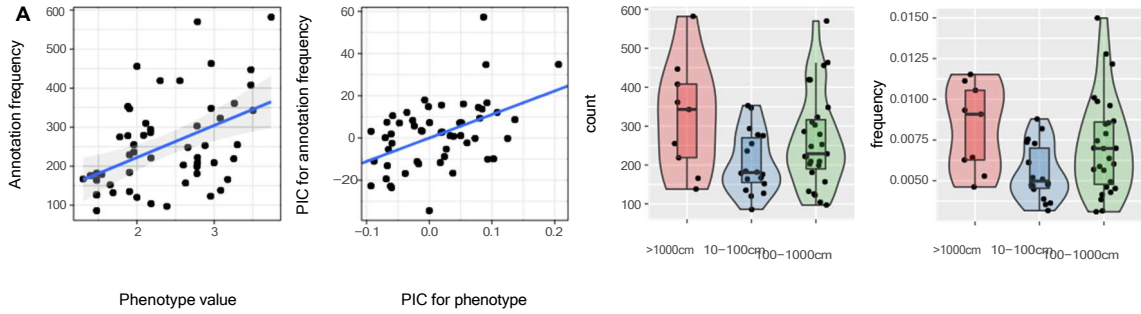 A
Annotation frequency
600
500
400
300
200
100
2
3
Phenotype value
PIC for annotation frequency
60
40
20
0
−20
−0.1
0.0
0.1
0.2
PIC for phenotype
count
600
500
400
300
200
100
>1000cm
10−100cm
100−1000cm
frequency
0.0150
0.0125
0.0100
0.0075
0.0050
>1000cm
10−100cm
100−1000cm